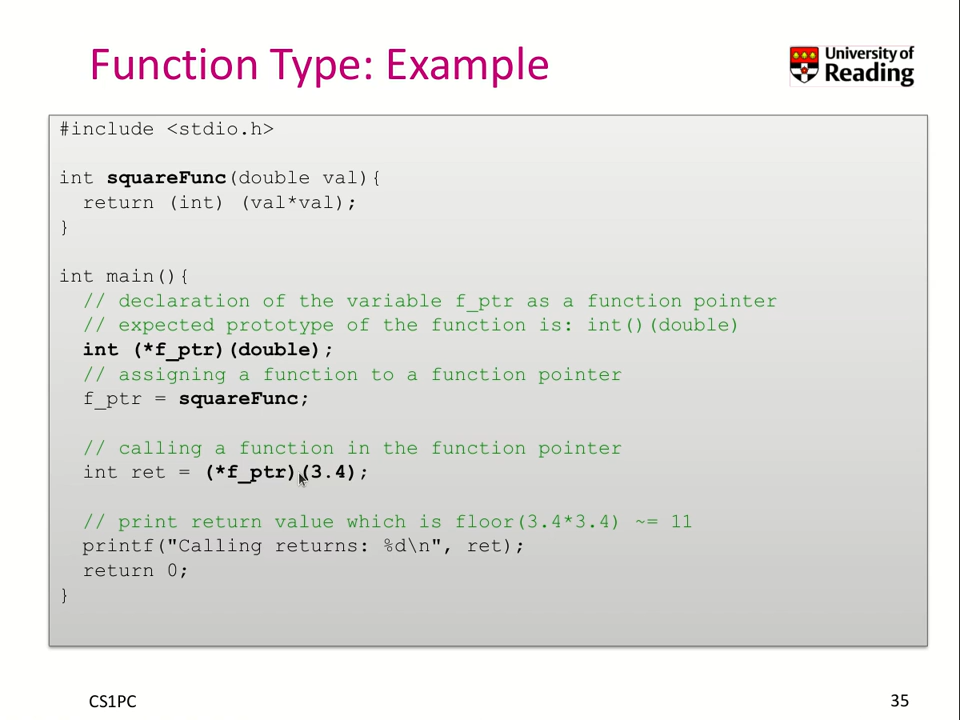 Function Type: Example
University of
Reading
#include <stdio.h>
int squareFunc(double val){
return (int) (val*val);
}
int main(){
// declaration of the variable f_ptr as a function pointer
// expected prototype of the function is: int()(double)
int (*f_ptr)(double);
// assigning a function to a function pointer
f_ptr = squareFunc;
// calling a function in the function pointer
int ret = (*f_ptr)(3.4);
// print return value which is floor(3.4*3.4) ~= 11
printf("Calling returns: %d\n", ret);
return 0;
}
CS1PC
35